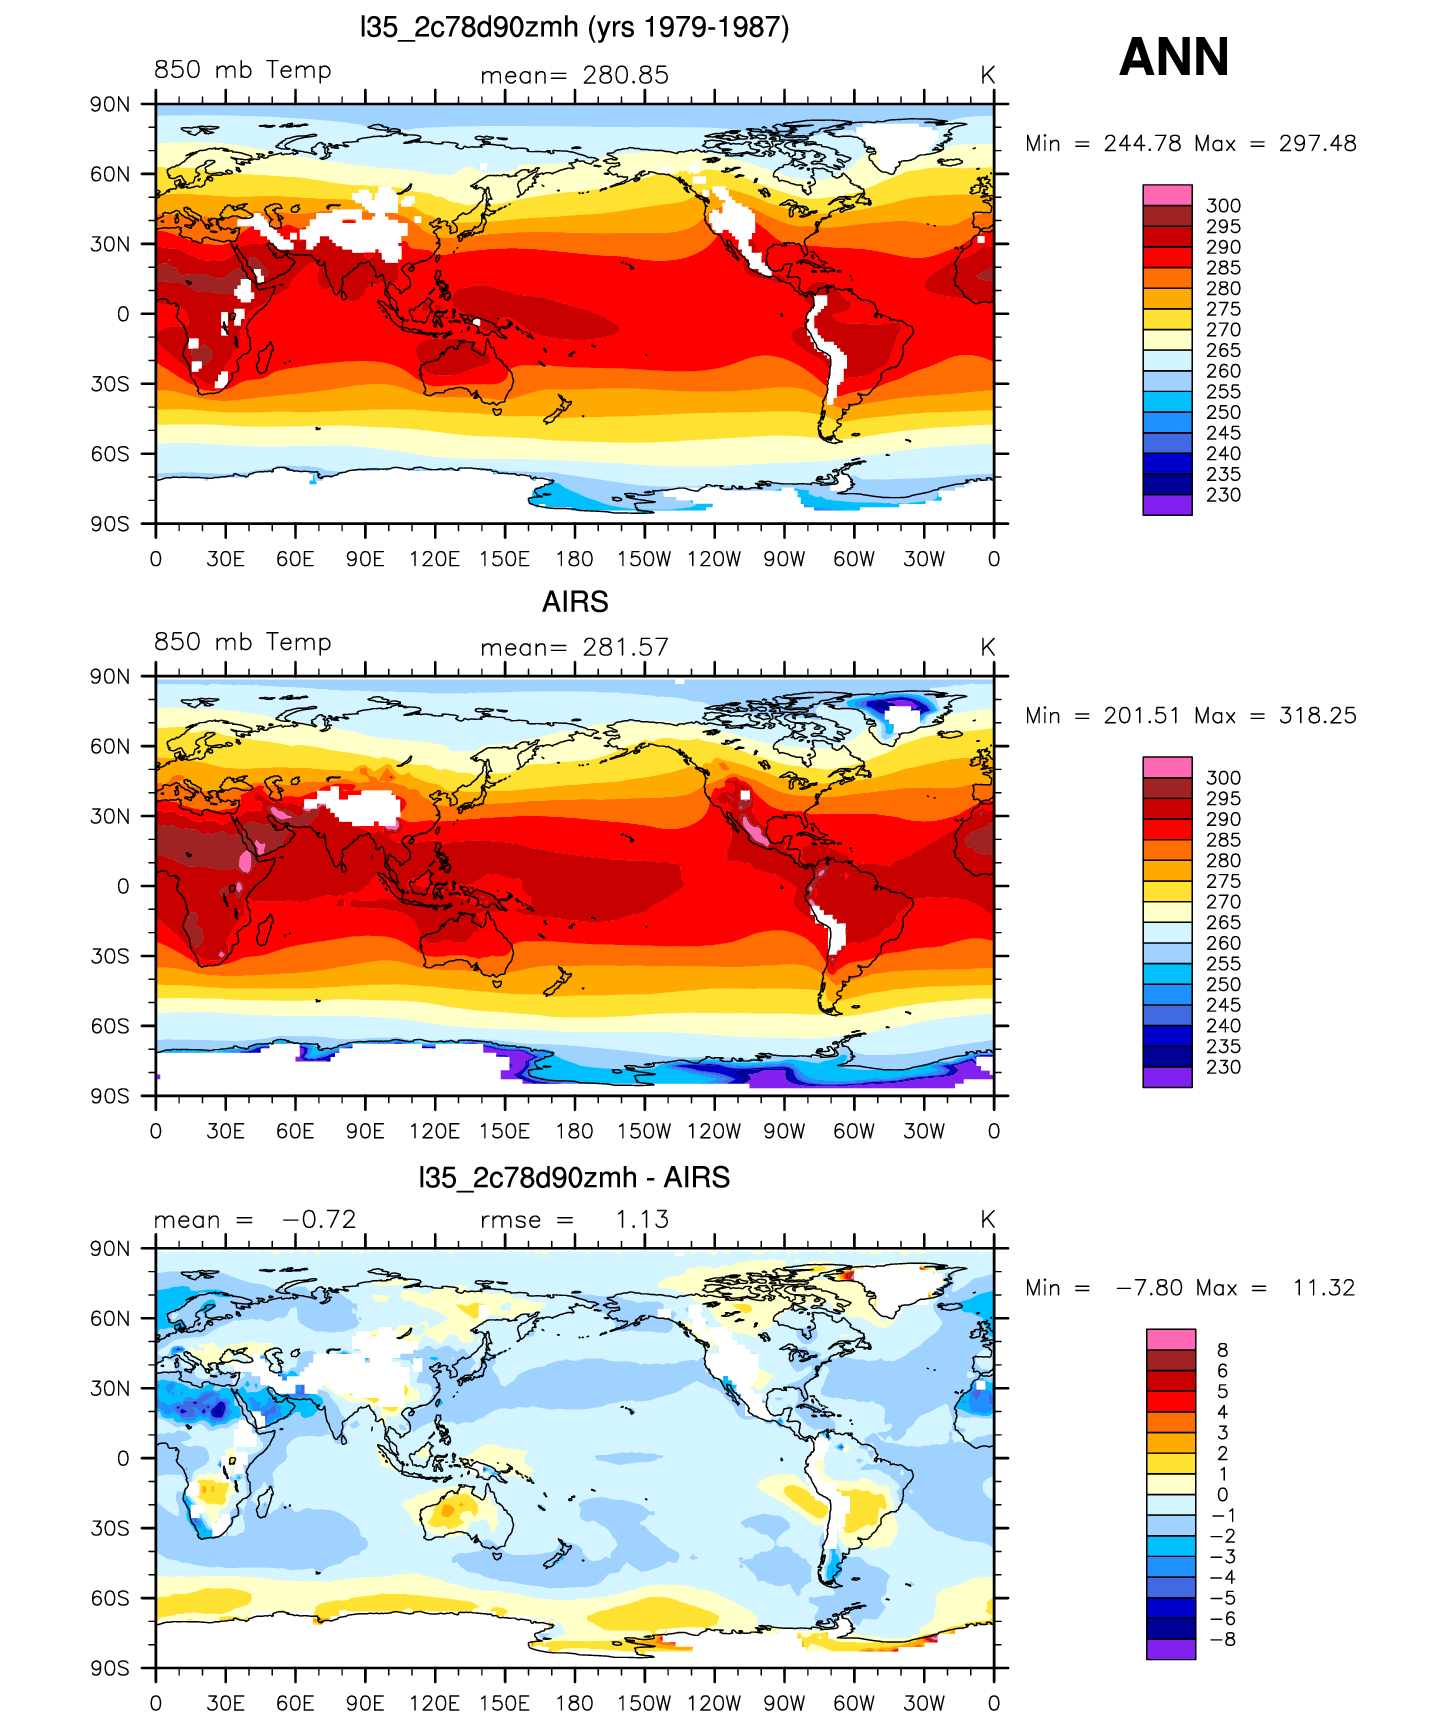 l35_2c78d90zmh (yrs 1979-1987)
ANN
850 mb Temp mean= 280.85 K
Min = 244.78 Max = 297.48
90N
60N
30N
0
30S
60S
90S
0 30E 60E 90E 120E 150E 180 150W 120W 90W 60W 30W 0
300
295
290
285
280
275
270
265
260
255
250
245
240
235
230
AIRS
850 mb Temp mean= 281.57 K
Min = 201.51 Max = 318.25
90N
60N
30N
0
30S
60S
90S
0 30E 60E 90E 120E 150E 180 150W 120W 90W 60W 30W 0
300
295
290
285
280
275
270
265
260
255
250
245
240
235
230
l35_2c78d90zmh - AIRS
mean = −0.72 rmse = 1.13 K
Min = −7.80 Max = 11.32
90N
60N
30N
0
30S
60S
90S
0 30E 60E 90E 120E 150E 180 150W 120W 90W 60W 30W 0
8
6
5
4
3
2
1
0
−1
−2
−3
−4
−5
−6
−8